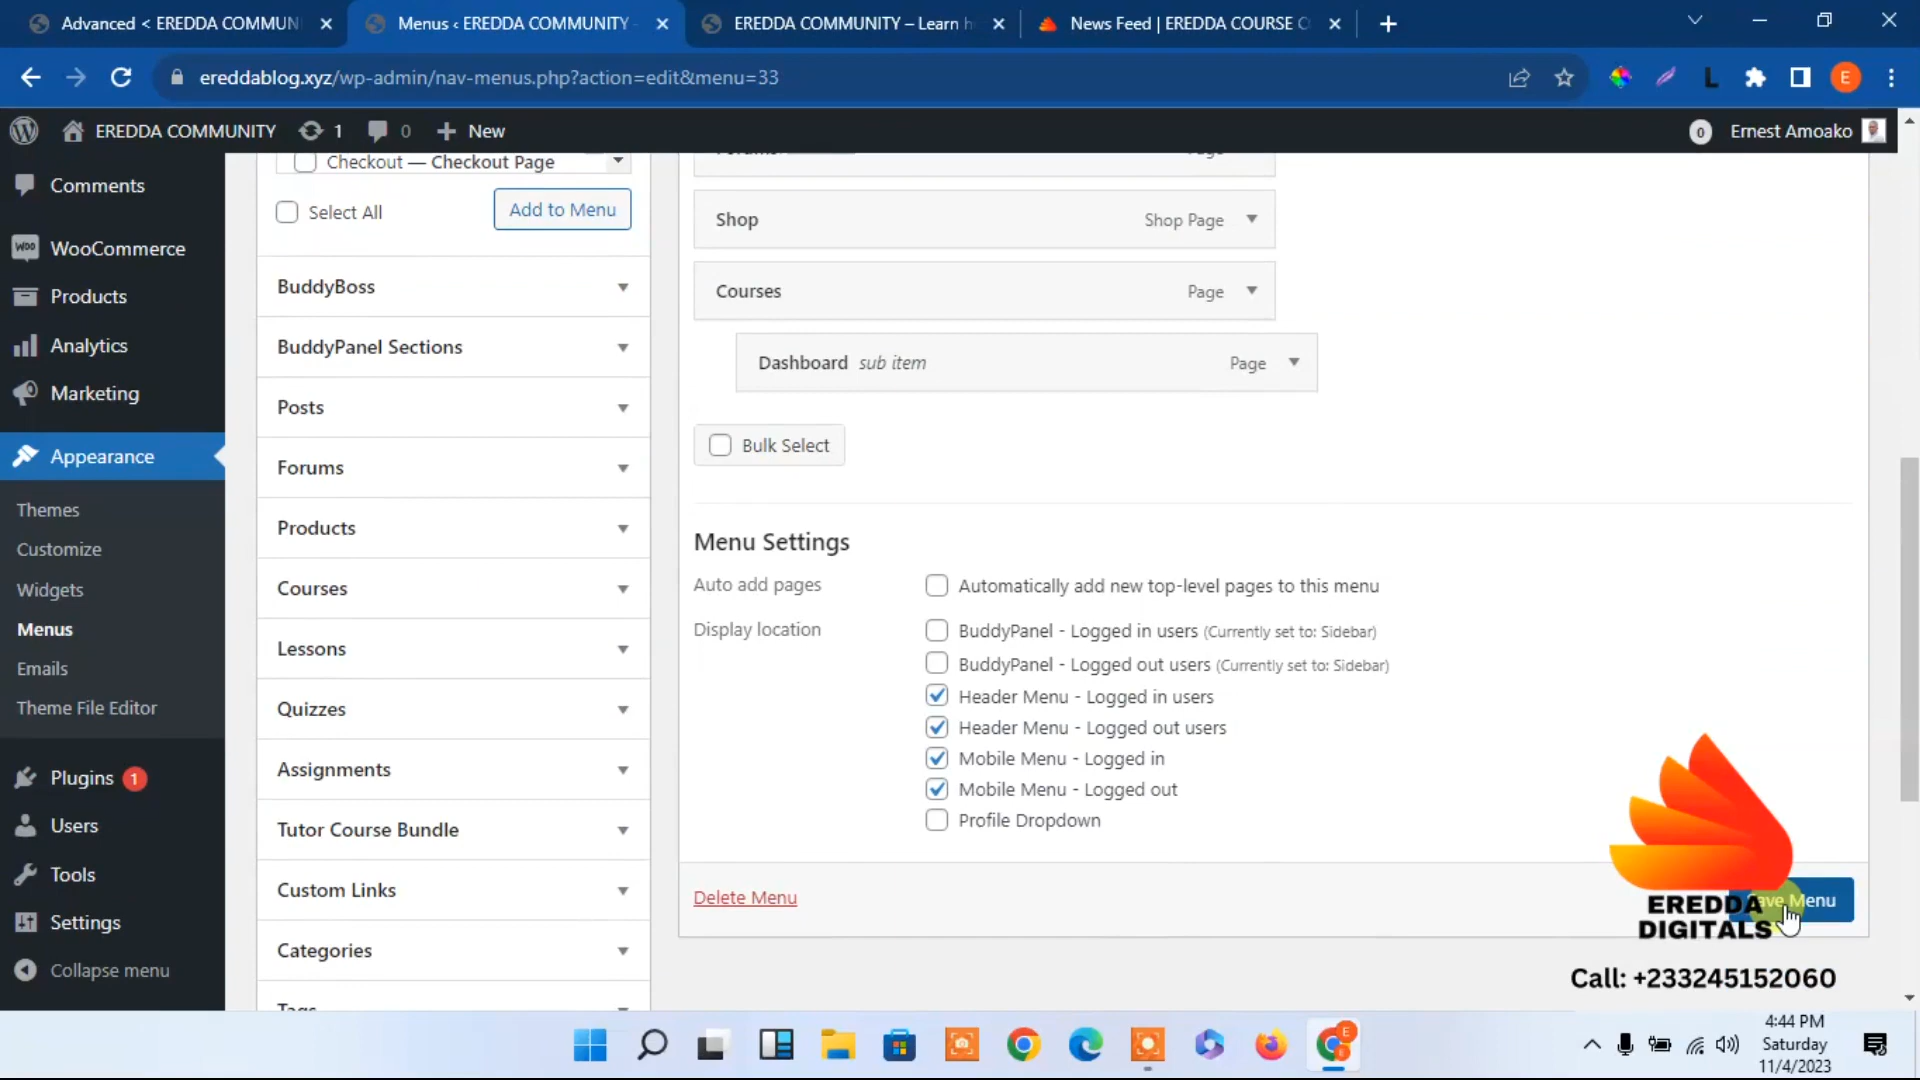 Advanced < EREDDA COMMUN
Menus ‹ EREDDA COMMUNITY -
EREDDA COMMUNITY – Learn h
News Feed | EREDDA COURSE C
ereddablog.xyz/wp-admin/nav-menus.php?action=edit&menu=33
L
E
EREDDA COMMUNITY
1
0
New
0
Ernest Amoako
Comments
WooCommerce
Products
Analytics
Marketing
Appearance
Themes
Customize
Widgets
Menus
Emails
Theme File Editor
Plugins 1
Users
Tools
Settings
Collapse menu
Checkout — Checkout Page
Select All
Add to Menu
BuddyBoss
BuddyPanel Sections
Posts
Forums
Products
Courses
Lessons
Quizzes
Assignments
Tutor Course Bundle
Custom Links
Categories
Tags
Shop
Shop Page
Courses
Page
Dashboard sub item
Page
Bulk Select
Menu Settings
Auto add pages
Automatically add new top-level pages to this menu
Display location
BuddyPanel - Logged in users (Currently set to: Sidebar)
BuddyPanel - Logged out users (Currently set to: Sidebar)
Header Menu - Logged in users
Header Menu - Logged out users
Mobile Menu - Logged in
Mobile Menu - Logged out
Profile Dropdown
Delete Menu
Menu
EREDDA
DIGITALS
Call: +233245152060
4:44 PM
Saturday
11/4/2023